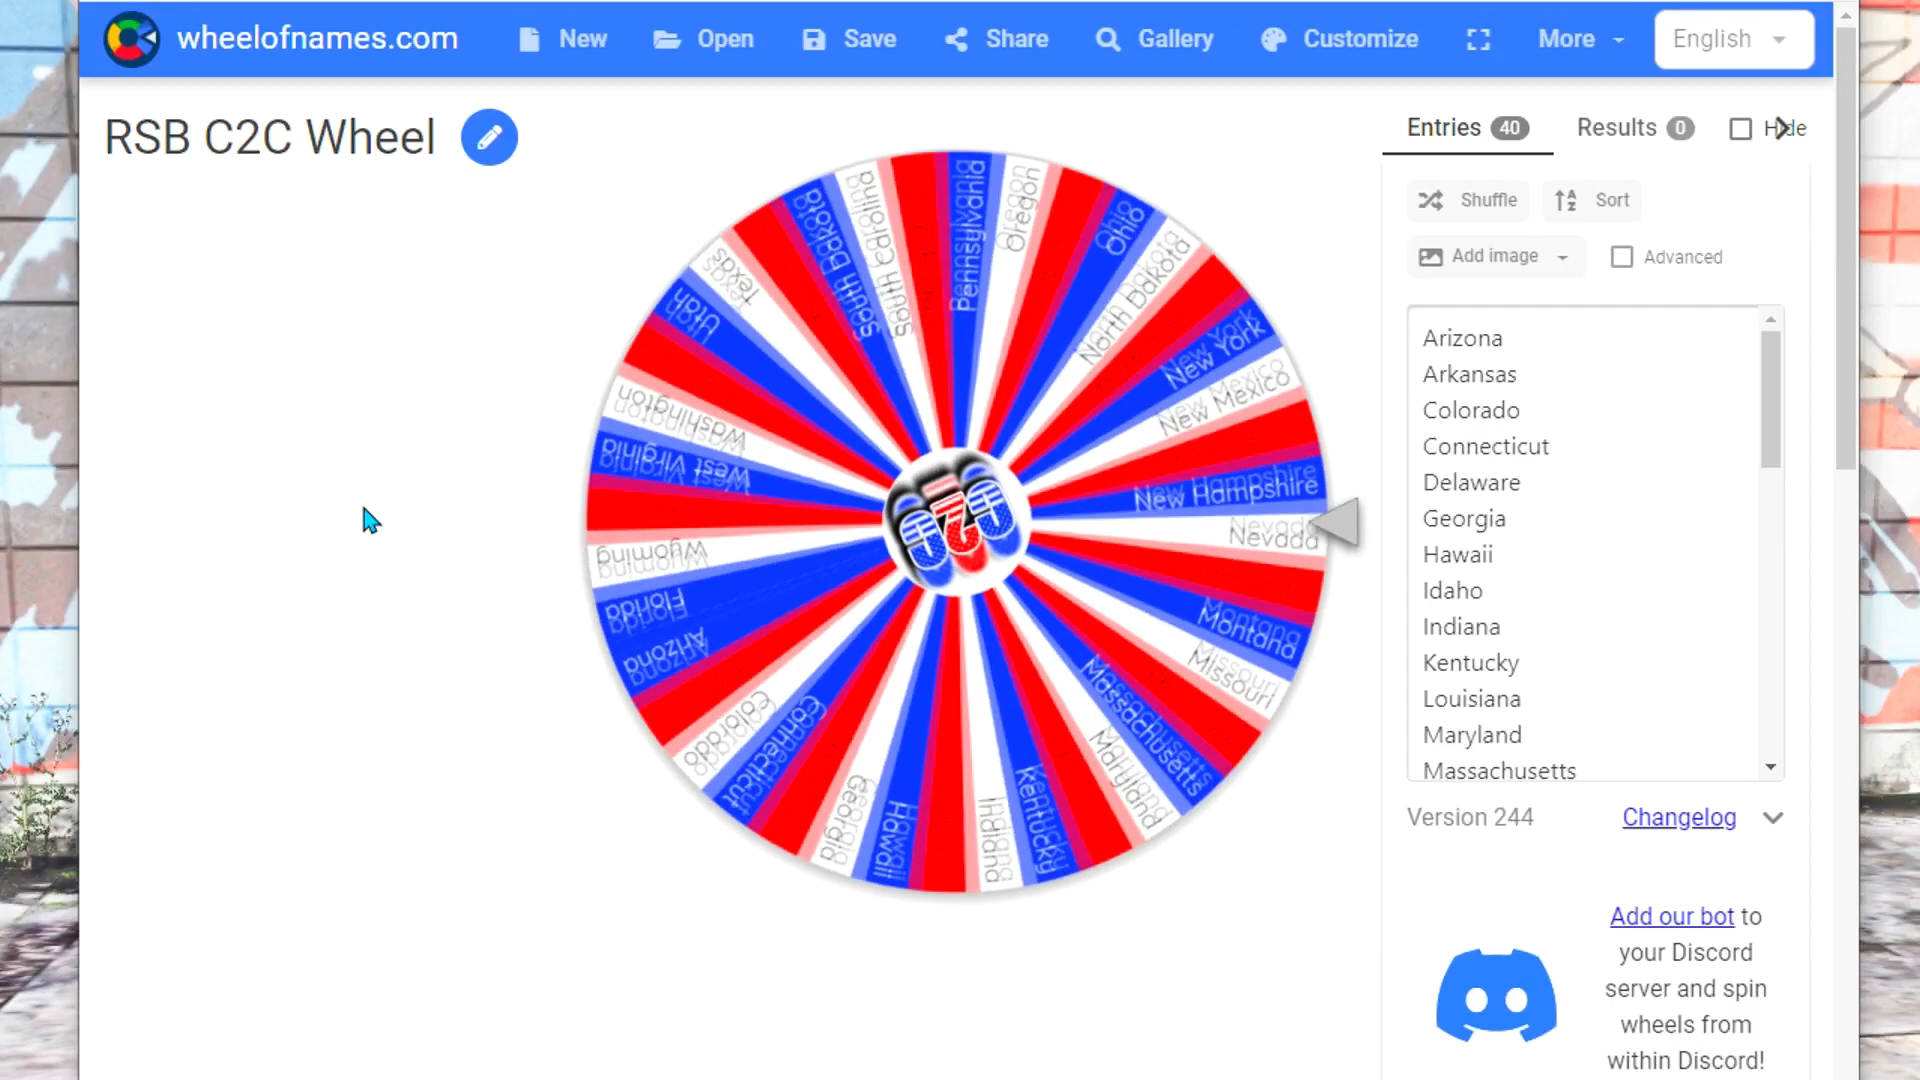 wheelofnames.com
New
Open
Save
Share
Gallery
Customize
More
English
RSB C2C Wheel
Entries 40
Results 0
Hide
Shuffle
Sort
Add image
Advanced
Arizona
Arkansas
Colorado
Connecticut
Delaware
Georgia
Hawaii
Idaho
Indiana
Kentucky
Louisiana
Maryland
Massachusetts
Version 244
Changelog
Add our bot to
your Discord
server and spin
wheels from
within Discord!
Pennsylvania
Oregon
Ohio
North Dakota
New York
New Mexico
New Hampshire
Nevada
Montana
Missouri
Massachusetts
Maryland
Kentucky
Indiana
Hawaii
Georgia
Connecticut
Colorado
Arizona
Florida
Wyoming
West Virginia
Washington
Utah
Texas
South Dakota
South Carolina
C2C